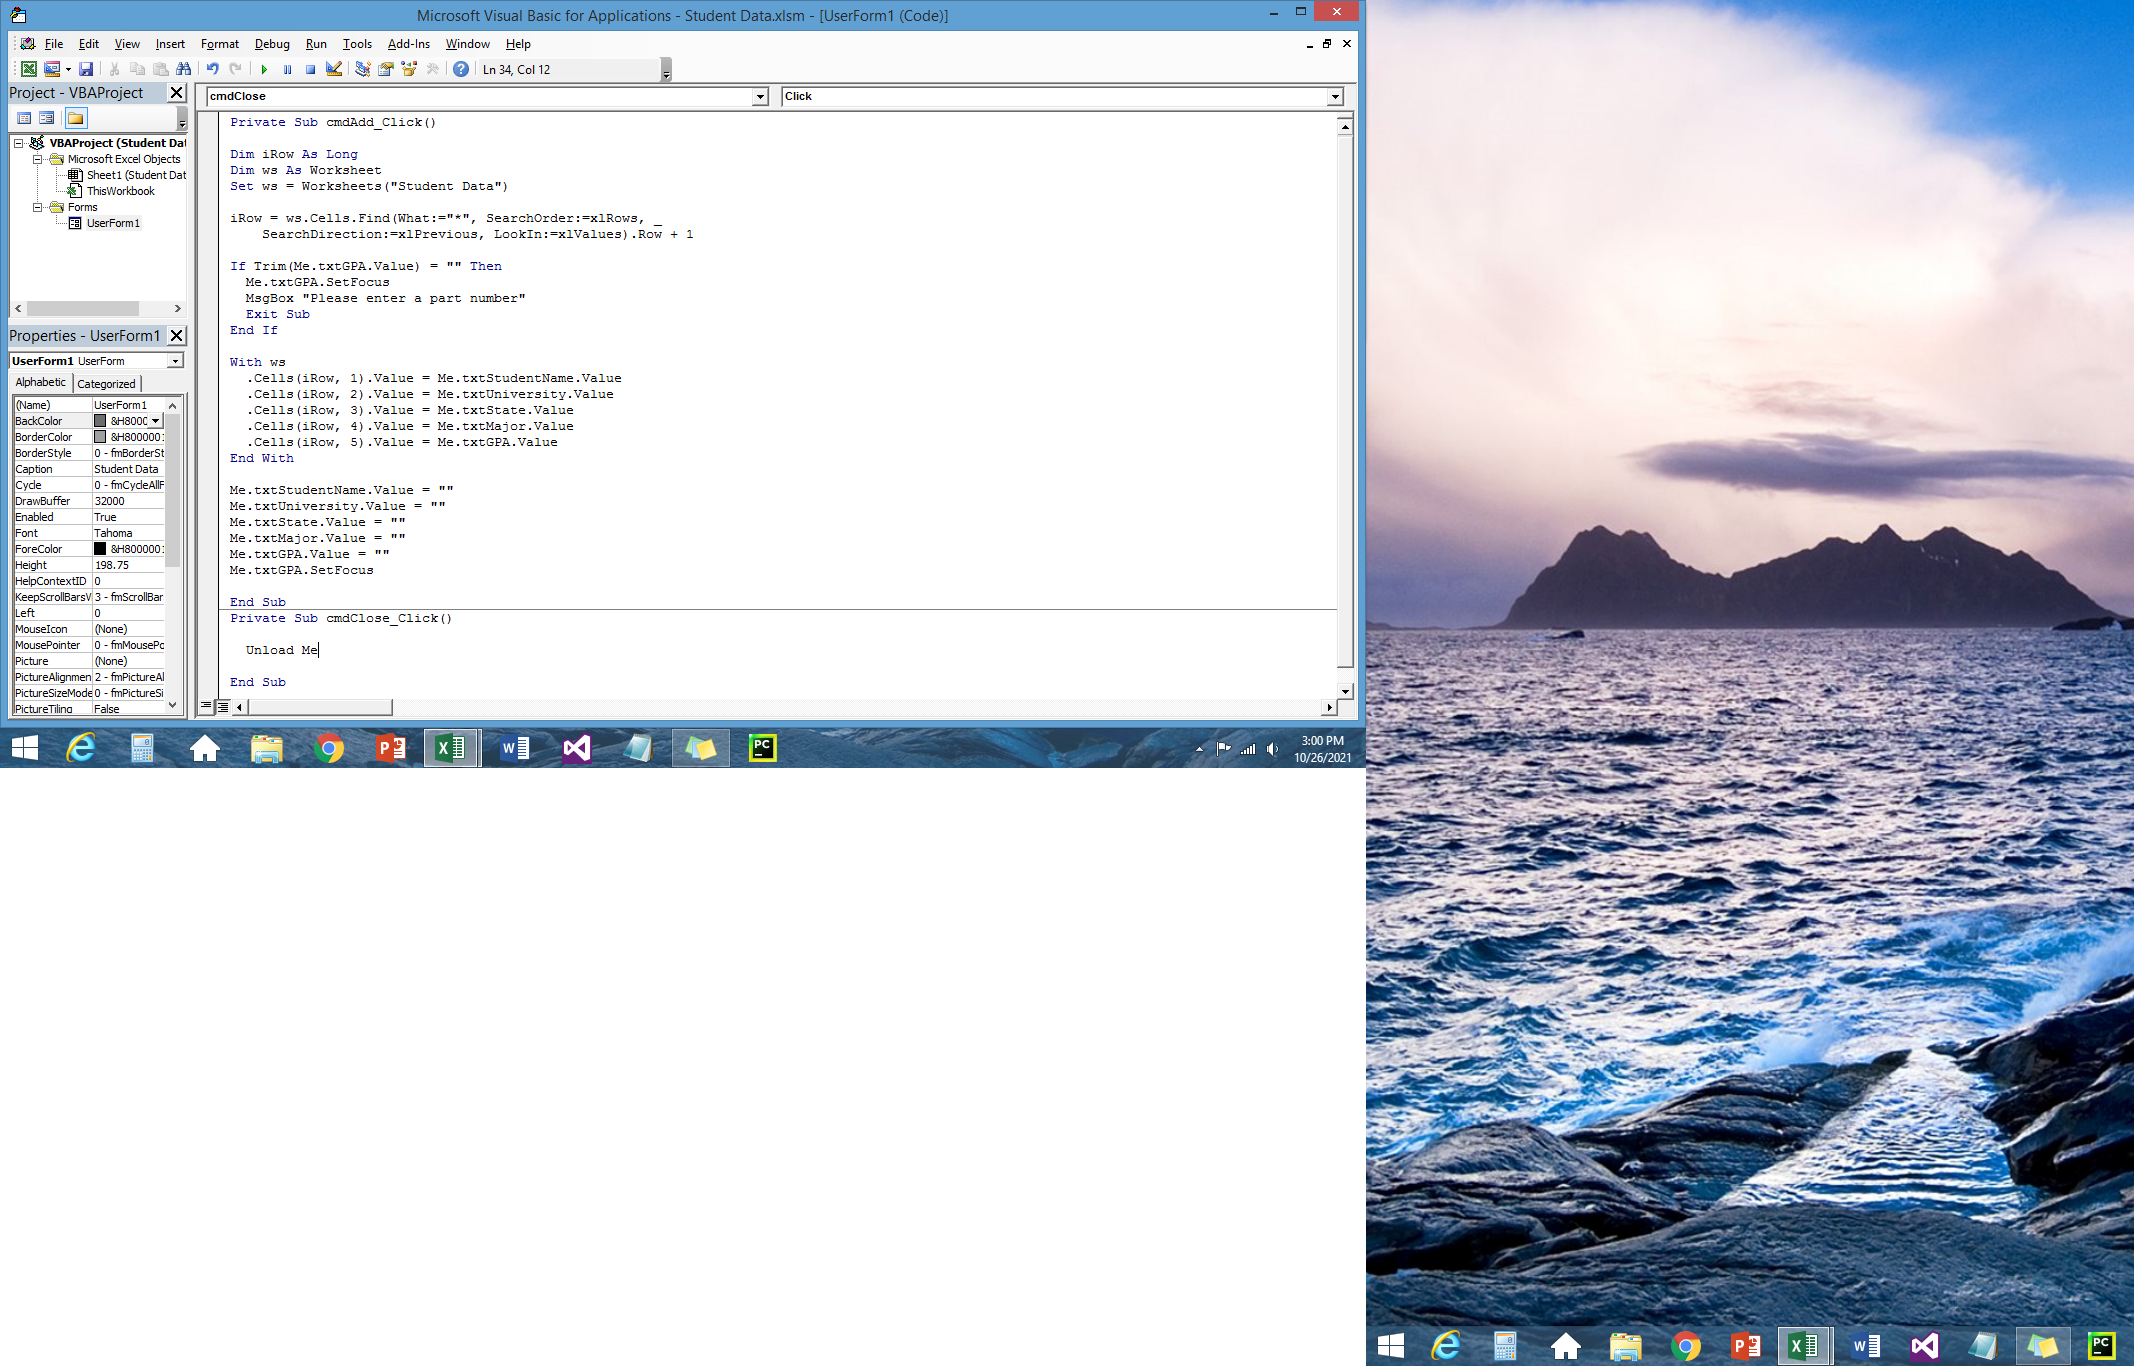 Microsoft Visual Basic for Applications - Student Data.xlsm - [UserForm1 (Code)]
File Edit View Insert Format Debug Run Tools Add-Ins Window Help
Ln 34, Col 12
Project - VBAProject
VBAProject (Student Dat
Microsoft Excel Objects
Sheet1 (Student Dat
ThisWorkbook
Forms
UserForm1
Properties - UserForm1
UserForm1 UserForm
Alphabetic Categorized
(Name) UserForm1
BackColor &H8000
BorderColor &H800000
BorderStyle 0 - fmBorderSt
Caption Student Data
Cycle 0 - fmCycleAllF
DrawBuffer 32000
Enabled True
Font Tahoma
ForeColor &H800000
Height 198.75
HelpContextID 0
KeepScrollBarsV 3 - fmScrollBar
Left 0
MouseIcon (None)
MousePointer 0 - fmMousePo
Picture (None)
PictureAlignmen 2 - fmPictureAl
PictureSizeMode 0 - fmPictureSi
PictureTiling False
cmdClose Click
Private Sub cmdAdd_Click()
Dim iRow As Long
Dim ws As Worksheet
Set ws = Worksheets("Student Data")
iRow = ws.Cells.Find(What:="*", SearchOrder:=xlRows, _
SearchDirection:=xlPrevious, LookIn:=xlValues).Row + 1
If Trim(Me.txtGPA.Value) = "" Then
Me.txtGPA.SetFocus
MsgBox "Please enter a part number"
Exit Sub
End If
With ws
.Cells(iRow, 1).Value = Me.txtStudentName.Value
.Cells(iRow, 2).Value = Me.txtUniversity.Value
.Cells(iRow, 3).Value = Me.txtState.Value
.Cells(iRow, 4).Value = Me.txtMajor.Value
.Cells(iRow, 5).Value = Me.txtGPA.Value
End With
Me.txtStudentName.Value = ""
Me.txtUniversity.Value = ""
Me.txtState.Value = ""
Me.txtMajor.Value = ""
Me.txtGPA.Value = ""
Me.txtGPA.SetFocus
End Sub
Private Sub cmdClose_Click()
Unload Me
End Sub
3:00 PM
10/26/2021